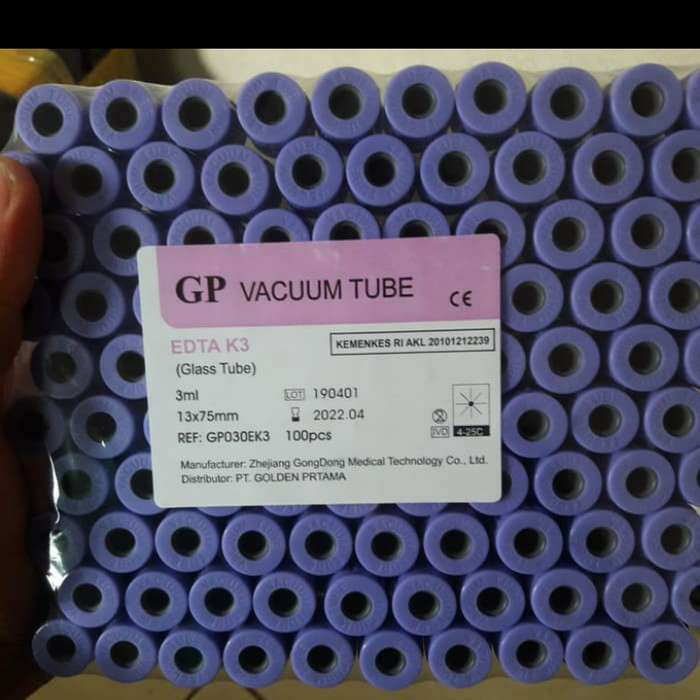 GP VACUUM TUBE
CE
EDTA K3
KEMENKES RI AKL 20101212239
(Glass Tube)
3ml
LOT 190401
13x75mm
2022.04
REF: GP030EK3 100pcs
IVD 4-25C
Manufacturer: Zhejiang GongDong Medical Technology Co., Ltd.
Distributor: PT. GOLDEN PRTAMA